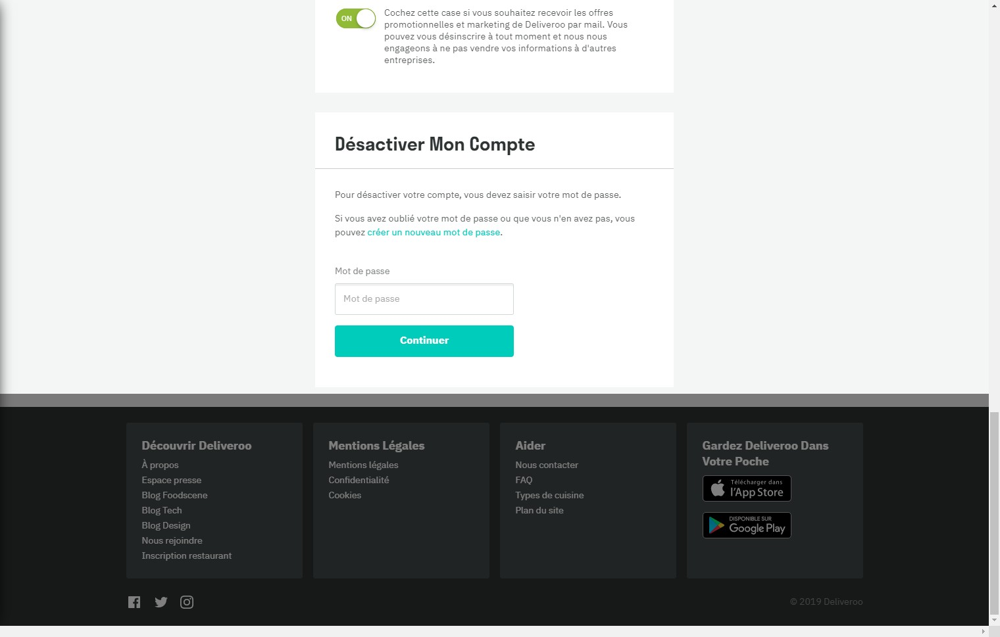 ON
Cochez cette case si vous souhaitez recevoir les offres
promotionnelles et marketing de Deliveroo par mail. Vous
pouvez vous désinscrire à tout moment et nous nous
engageons à ne pas vendre vos informations à d'autres
entreprises.
Désactiver Mon Compte
Pour désactiver votre compte, vous devez saisir votre mot de passe.
Si vous avez oublié votre mot de passe ou que vous n'en avez pas, vous
pouvez créer un nouveau mot de passe.
Mot de passe
Mot de passe
Continuer
Découvrir Deliveroo
À propos
Espace presse
Blog Foodscene
Blog Tech
Blog Design
Nous rejoindre
Inscription restaurant
Mentions Légales
Mentions légales
Confidentialité
Cookies
Aider
Nous contacter
FAQ
Types de cuisine
Plan du site
Gardez Deliveroo Dans
Votre Poche
Télécharger dans
l'App Store
DISPONIBLE SUR
Google Play
© 2019 Deliveroo